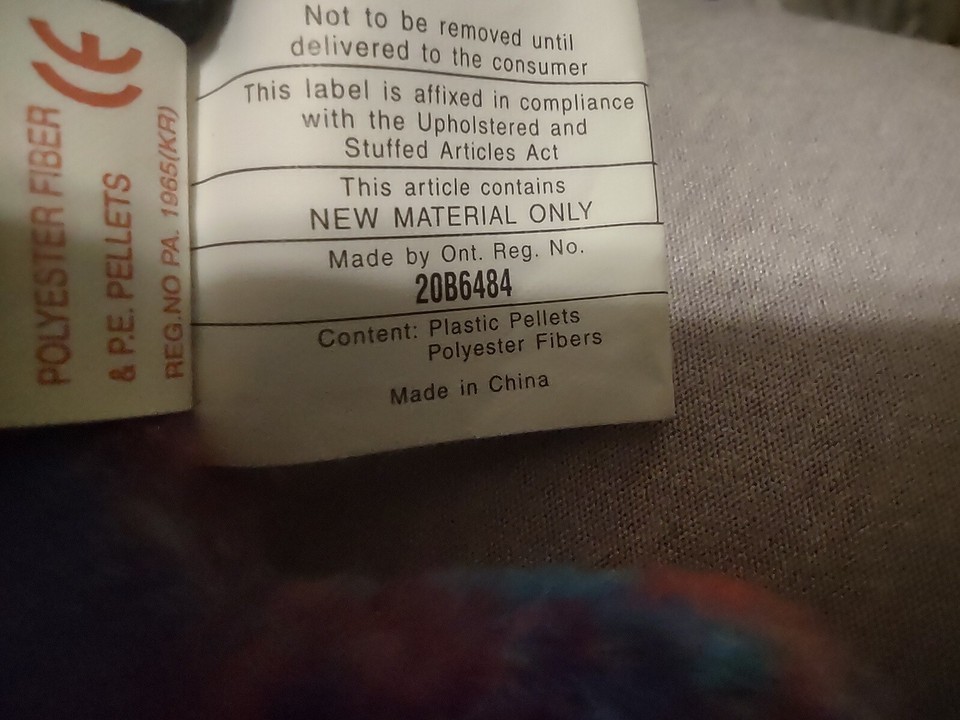 POLYESTER FIBER
& P.E. PELLETS
REG.NO PA. 1965(KR)
CE
Not to be removed until
delivered to the consumer
This label is affixed in compliance
with the Upholstered and
Stuffed Articles Act
This article contains
NEW MATERIAL ONLY
Made by Ont. Reg. No.
20B6484
Content: Plastic Pellets
Polyester Fibers
Made in China